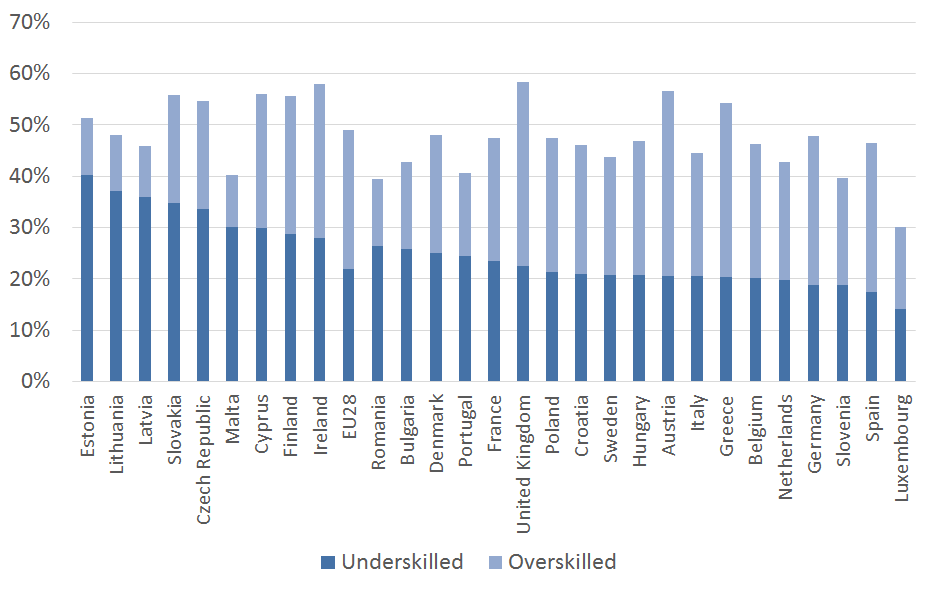 70%
60%
50%
40%
30%
20%
10%
0%
Estonia
Lithuania
Latvia
Slovakia
Czech Republic
Malta
Cyprus
Finland
Ireland
EU28
Romania
Bulgaria
Denmark
Portugal
France
United Kingdom
Poland
Croatia
Sweden
Hungary
Austria
Italy
Greece
Belgium
Netherlands
Germany
Slovenia
Spain
Luxembourg
Underskilled Overskilled